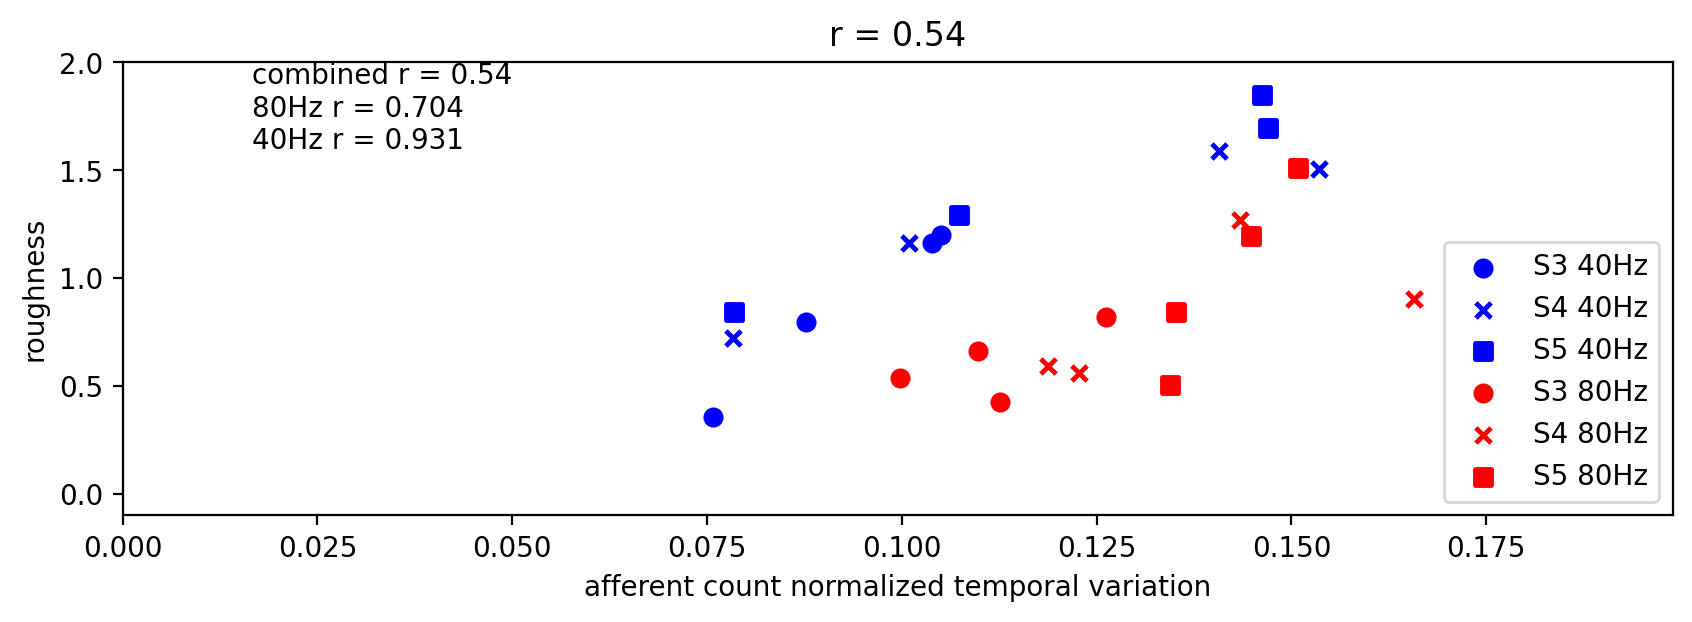 r = 0.54
combined r = 0.54
80Hz r = 0.704
40Hz r = 0.931
2.0
1.5
1.0
0.5
0.0
roughness
S3 40Hz
S4 40Hz
S5 40Hz
S3 80Hz
S4 80Hz
S5 80Hz
0.000 0.025 0.050 0.075 0.100 0.125 0.150 0.175
afferent count normalized temporal variation